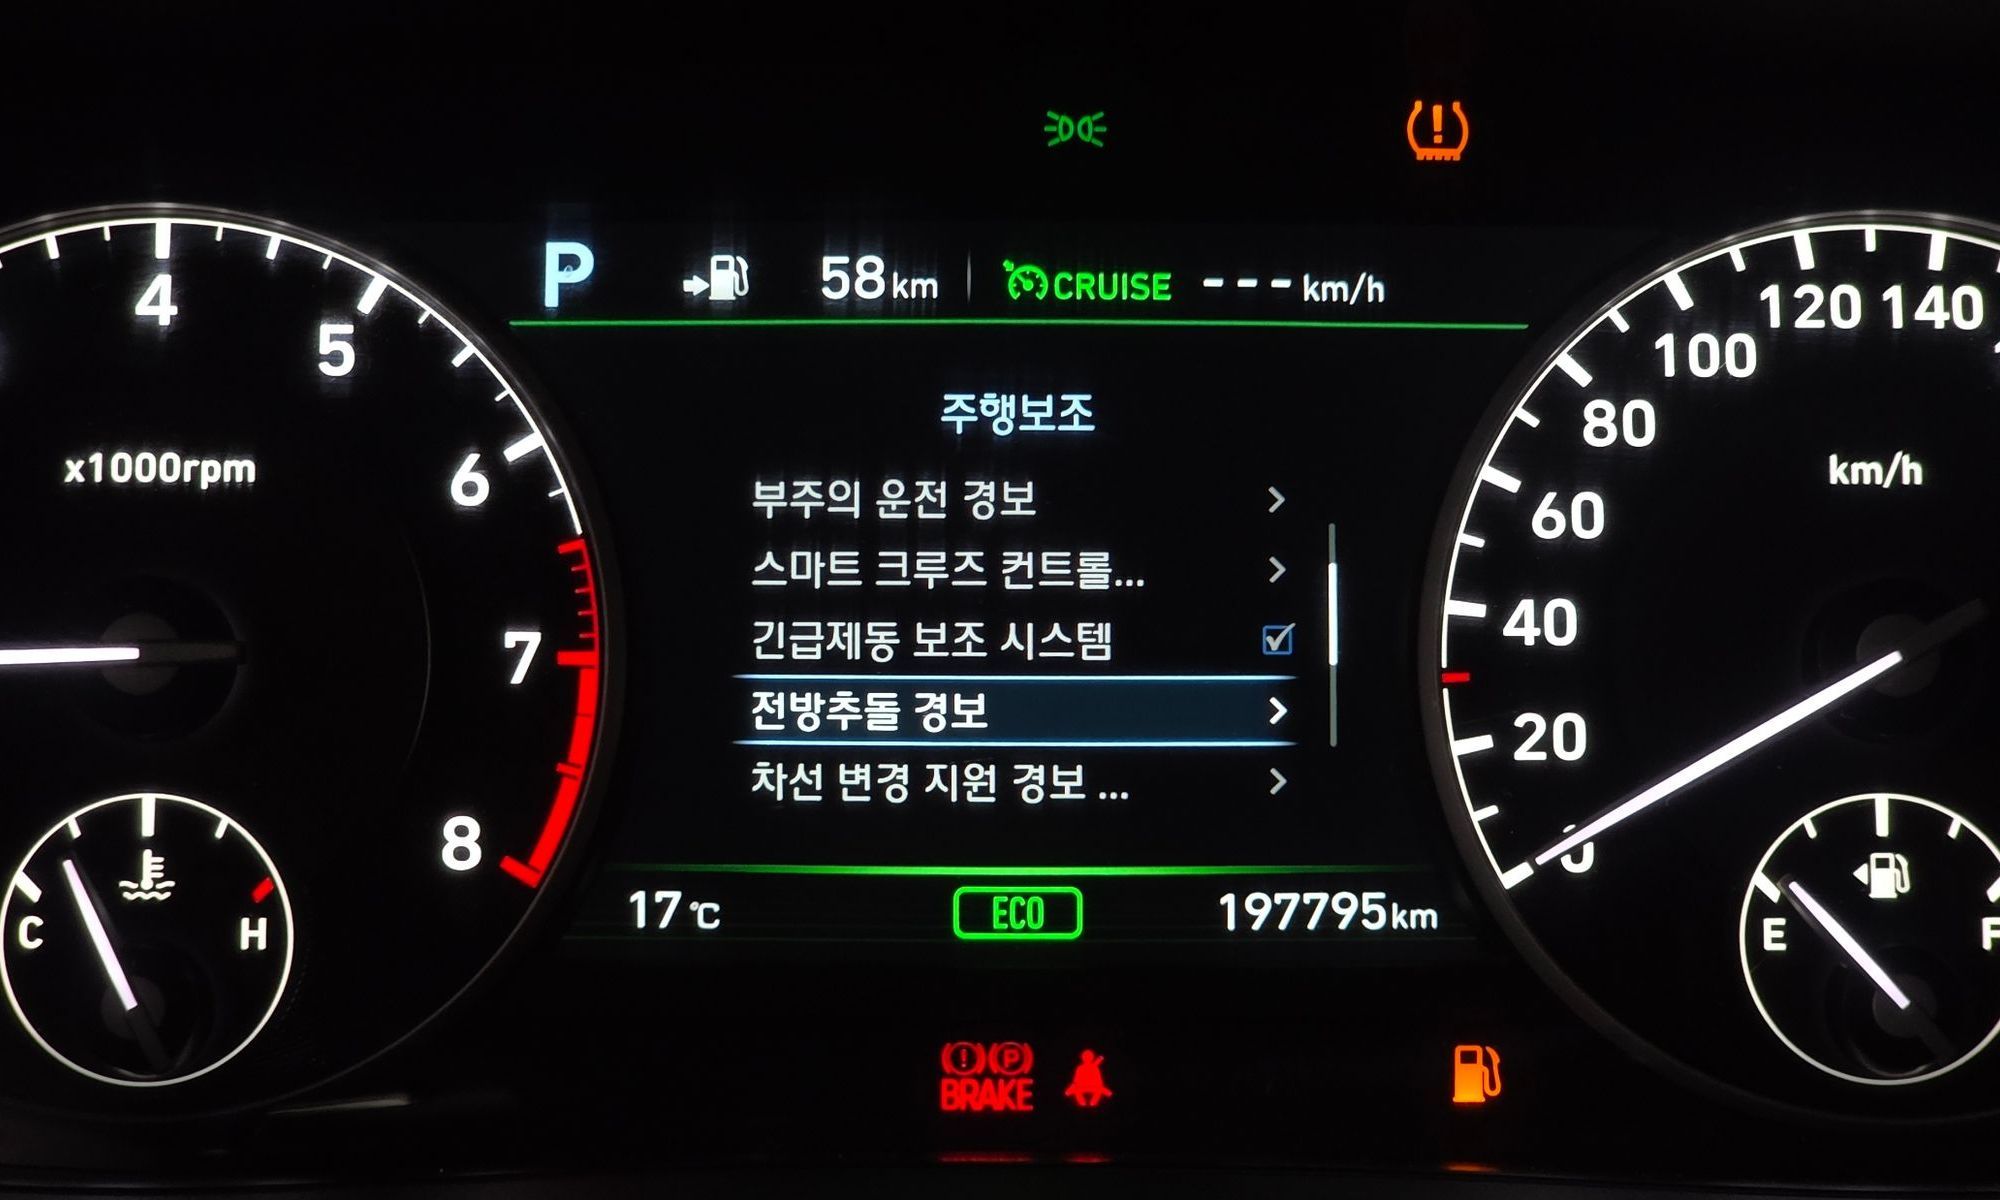 P 58km CRUISE ---km/h
4
5
6
7
8
x1000rpm
주행보조
부주의 운전 경보
스마트 크루즈 컨트롤...
긴급제동 보조 시스템
전방추돌 경보
차선 변경 지원 경보 ...
17℃ ECO 197795km
C H
BRAKE
140
120
100
80
60
40
20
0
km/h
E F